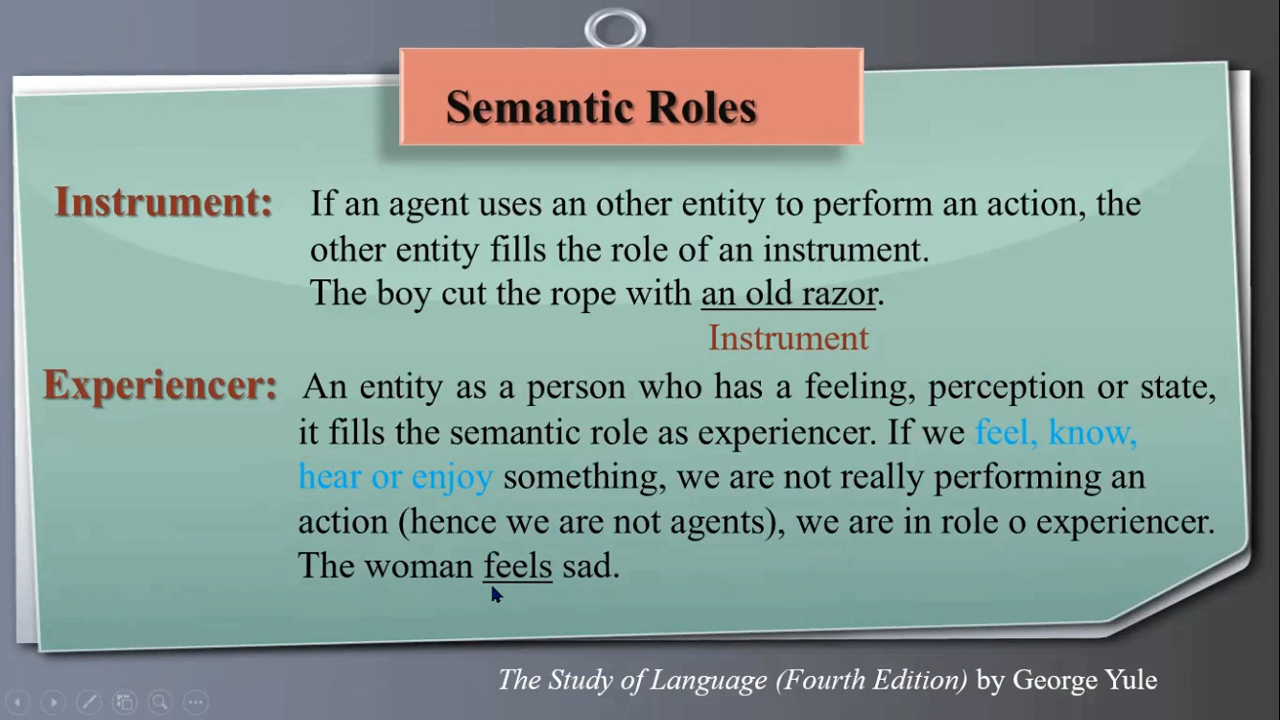 Semantic Roles
Instrument: If an agent uses an other entity to perform an action, the
other entity fills the role of an instrument.
The boy cut the rope with an old razor.
Instrument
Experiencer: An entity as a person who has a feeling, perception or state,
it fills the semantic role as experiencer. If we feel, know,
hear or enjoy something, we are not really performing an
action (hence we are not agents), we are in role o experiencer.
The woman feels sad.
The Study of Language (Fourth Edition) by George Yule